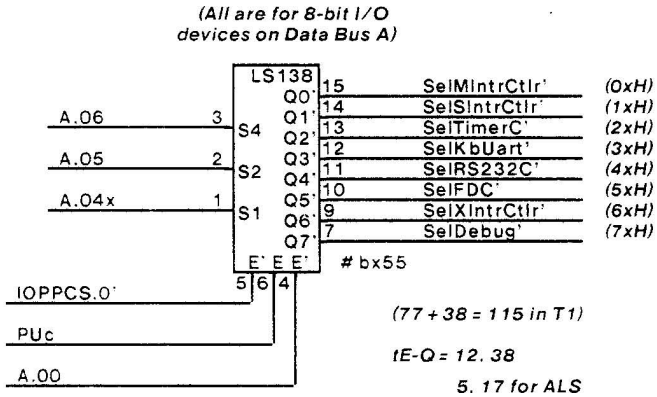 (All are for 8-bit I/O
devices on Data Bus A)
LS138
Q0' 15 SelMIntrCtlr' (0xH)
Q1' 14 SelSIntrCtlr' (1xH)
A.06 3 S4 Q2' 13 SelTimerC' (2xH)
Q3' 12 SelKbUart' (3xH)
A.05 2 S2 Q4' 11 SelRS232C' (4xH)
Q5' 10 SelFDC' (5xH)
A.04x 1 S1 Q6' 9 SelXIntrCtlr' (6xH)
Q7' 7 SelDebug' (7xH)
E' E E' # bx55
5 6 4
IOPPCS.0'
(77+38 = 115 in T1)
PUc
tE-Q = 12. 38
A.00
5. 17 for ALS